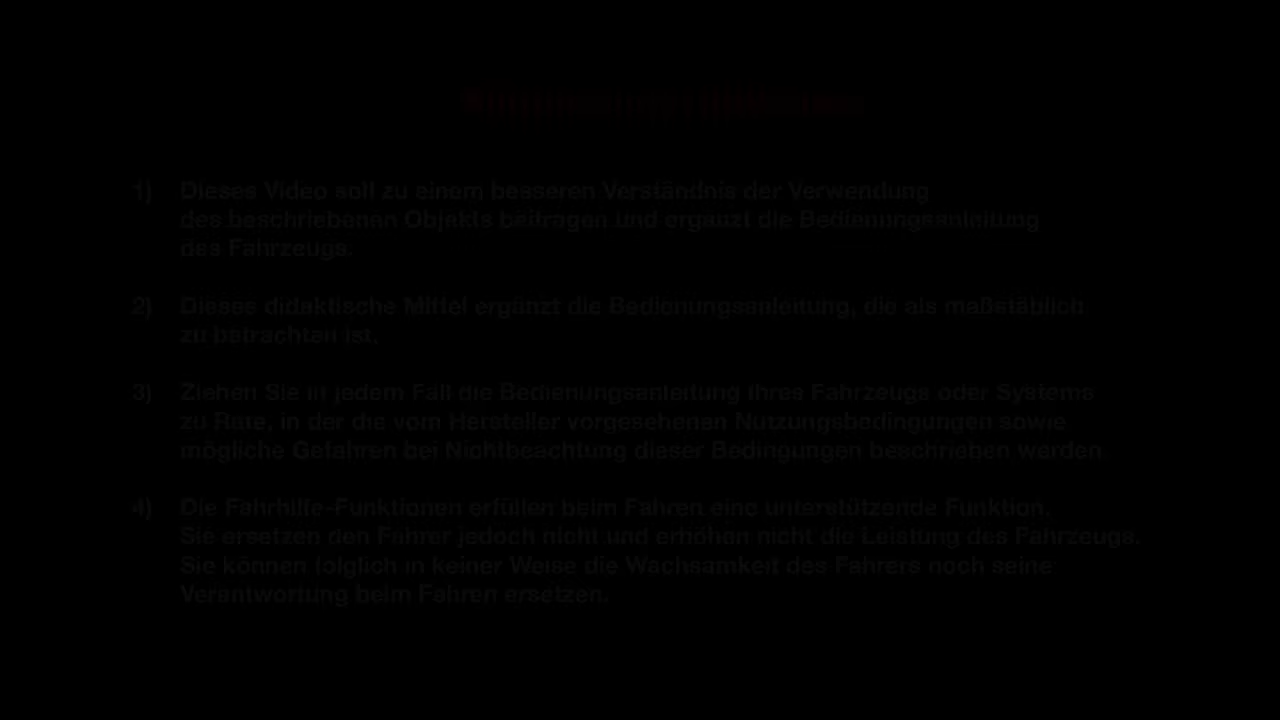 1) Dieses Video soll zu einem besseren Verständnis der Verwendung
des beschriebenen Objekts beitragen und ergänzt die Bedienungsanleitung
des Fahrzeugs.
2) Dieses didaktische Mittel ergänzt die Bedienungsanleitung, die als maßstäblich
zu betrachten ist.
3) Ziehen Sie in jedem Fall die Bedienungsanleitung Ihres Fahrzeugs oder Systems
zu Rate, in der die vom Hersteller vorgesehenen Nutzungsbedingungen sowie
mögliche Gefahren bei Nichtbeachtung dieser Bedingungen beschrieben werden.
4) Die Fahrhilfe-Funktionen erfüllen beim Fahren eine unterstützende Funktion.
Sie ersetzen den Fahrer jedoch nicht und erhöhen nicht die Leistung des Fahrzeugs.
Sie können folglich in keiner Weise die Wachsamkeit des Fahrers noch seine
Verantwortung beim Fahren ersetzen.